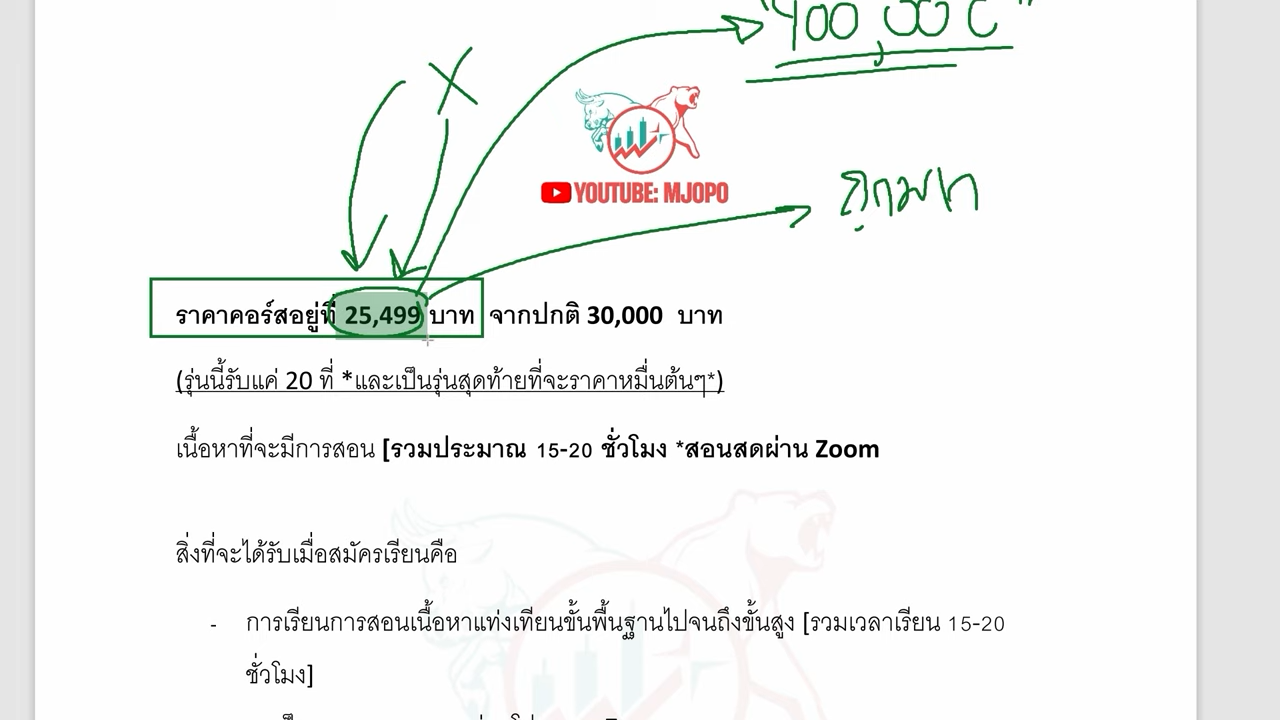 "400,000"
YOUTUBE: MJOPO
ถูกมาก
ราคาคอร์สอยู่ที่ 25,499 บาท จากปกติ 30,000 บาท
(รุ่นนี้รับแค่ 20 ที่ *และเป็นรุ่นสุดท้ายที่จะราคาหมื่นต้นๆ*)
เนื้อหาที่จะมีการสอน [รวมประมาณ 15-20 ชั่วโมง *สอนสดผ่าน Zoom
สิ่งที่จะได้รับเมื่อสมัครเรียนคือ
- การเรียนการสอนเนื้อหาแท่งเทียนขั้นพื้นฐานไปจนถึงขั้นสูง [รวมเวลาเรียน 15-20
ชั่วโมง]